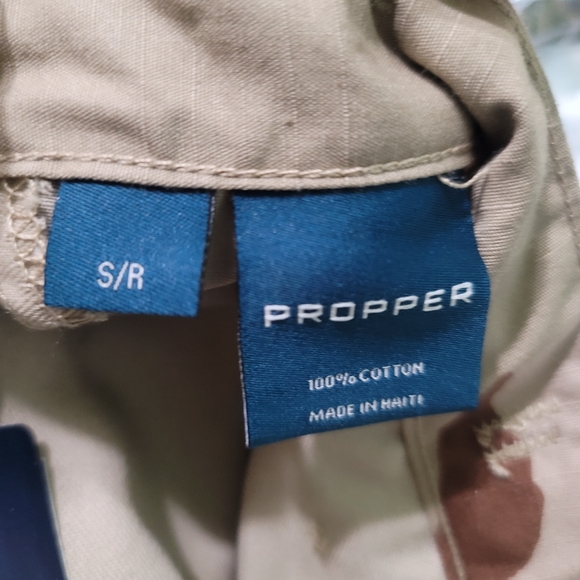 S/R
PROPPER
100% COTTON
MADE IN HAITI